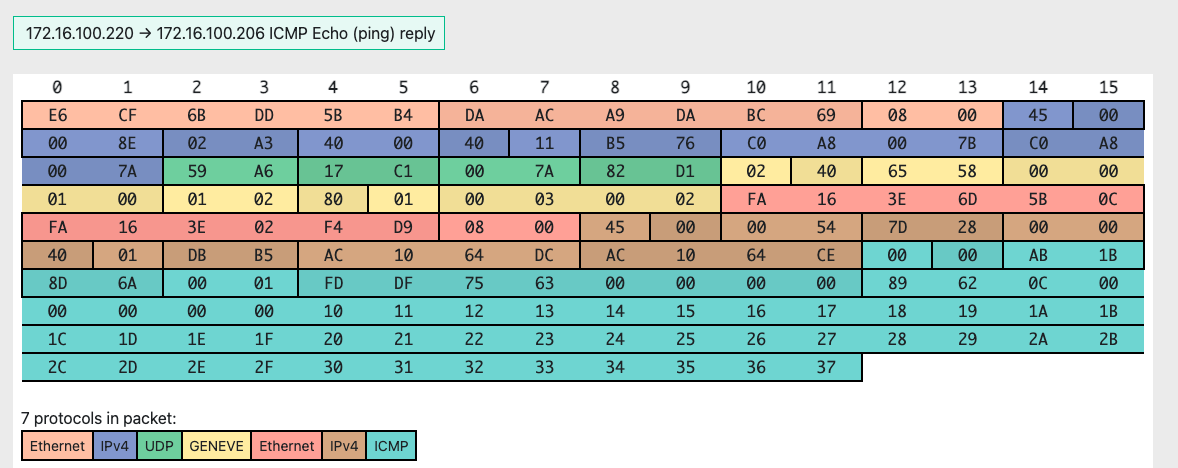 172.16.100.220 → 172.16.100.206 ICMP Echo (ping) reply
0 1 2 3 4 5 6 7 8 9 10 11 12 13 14 15
E6 CF 6B DD 5B B4 DA AC A9 DA BC 69 08 00 45 00
00 8E 02 A3 40 00 40 11 B5 76 C0 A8 00 7B C0 A8
00 7A 59 A6 17 C1 00 7A 82 D1 02 40 65 58 00 00
01 00 01 02 80 01 00 03 00 02 FA 16 3E 6D 5B 0C
FA 16 3E 02 F4 D9 08 00 45 00 00 54 7D 28 00 00
40 01 DB B5 AC 10 64 DC AC 10 64 CE 00 00 AB 1B
8D 6A 00 01 FD DF 75 63 00 00 00 00 89 62 0C 00
00 00 00 00 10 11 12 13 14 15 16 17 18 19 1A 1B
1C 1D 1E 1F 20 21 22 23 24 25 26 27 28 29 2A 2B
2C 2D 2E 2F 30 31 32 33 34 35 36 37
7 protocols in packet:
Ethernet IPv4 UDP GENEVE Ethernet IPv4 ICMP